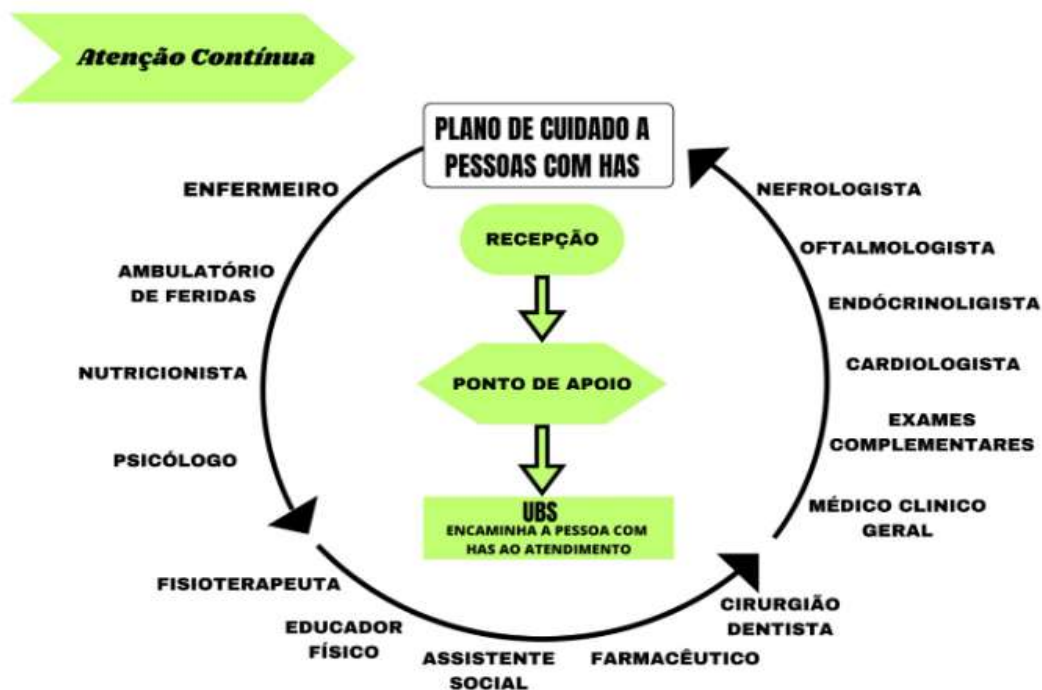 Atenção Contínua
PLANO DE CUIDADO A
PESSOAS COM HAS
ENFERMEIRO
AMBULATÓRIO
DE FERIDAS
NUTRICIONISTA
PSICÓLOGO
FISIOTERAPEUTA
EDUCADOR
FÍSICO
ASSISTENTE
SOCIAL
FARMACÊUTICO
CIRURGIÃO
DENTISTA
MÉDICO CLINICO
GERAL
EXAMES
COMPLEMENTARES
CARDIOLOGISTA
ENDÓCRINOLIGISTA
OFTALMOLOGISTA
NEFROLOGISTA
RECEPÇÃO
PONTO DE APOIO
UBS
ENCAMINHA A PESSOA COM
HAS AO ATENDIMENTO